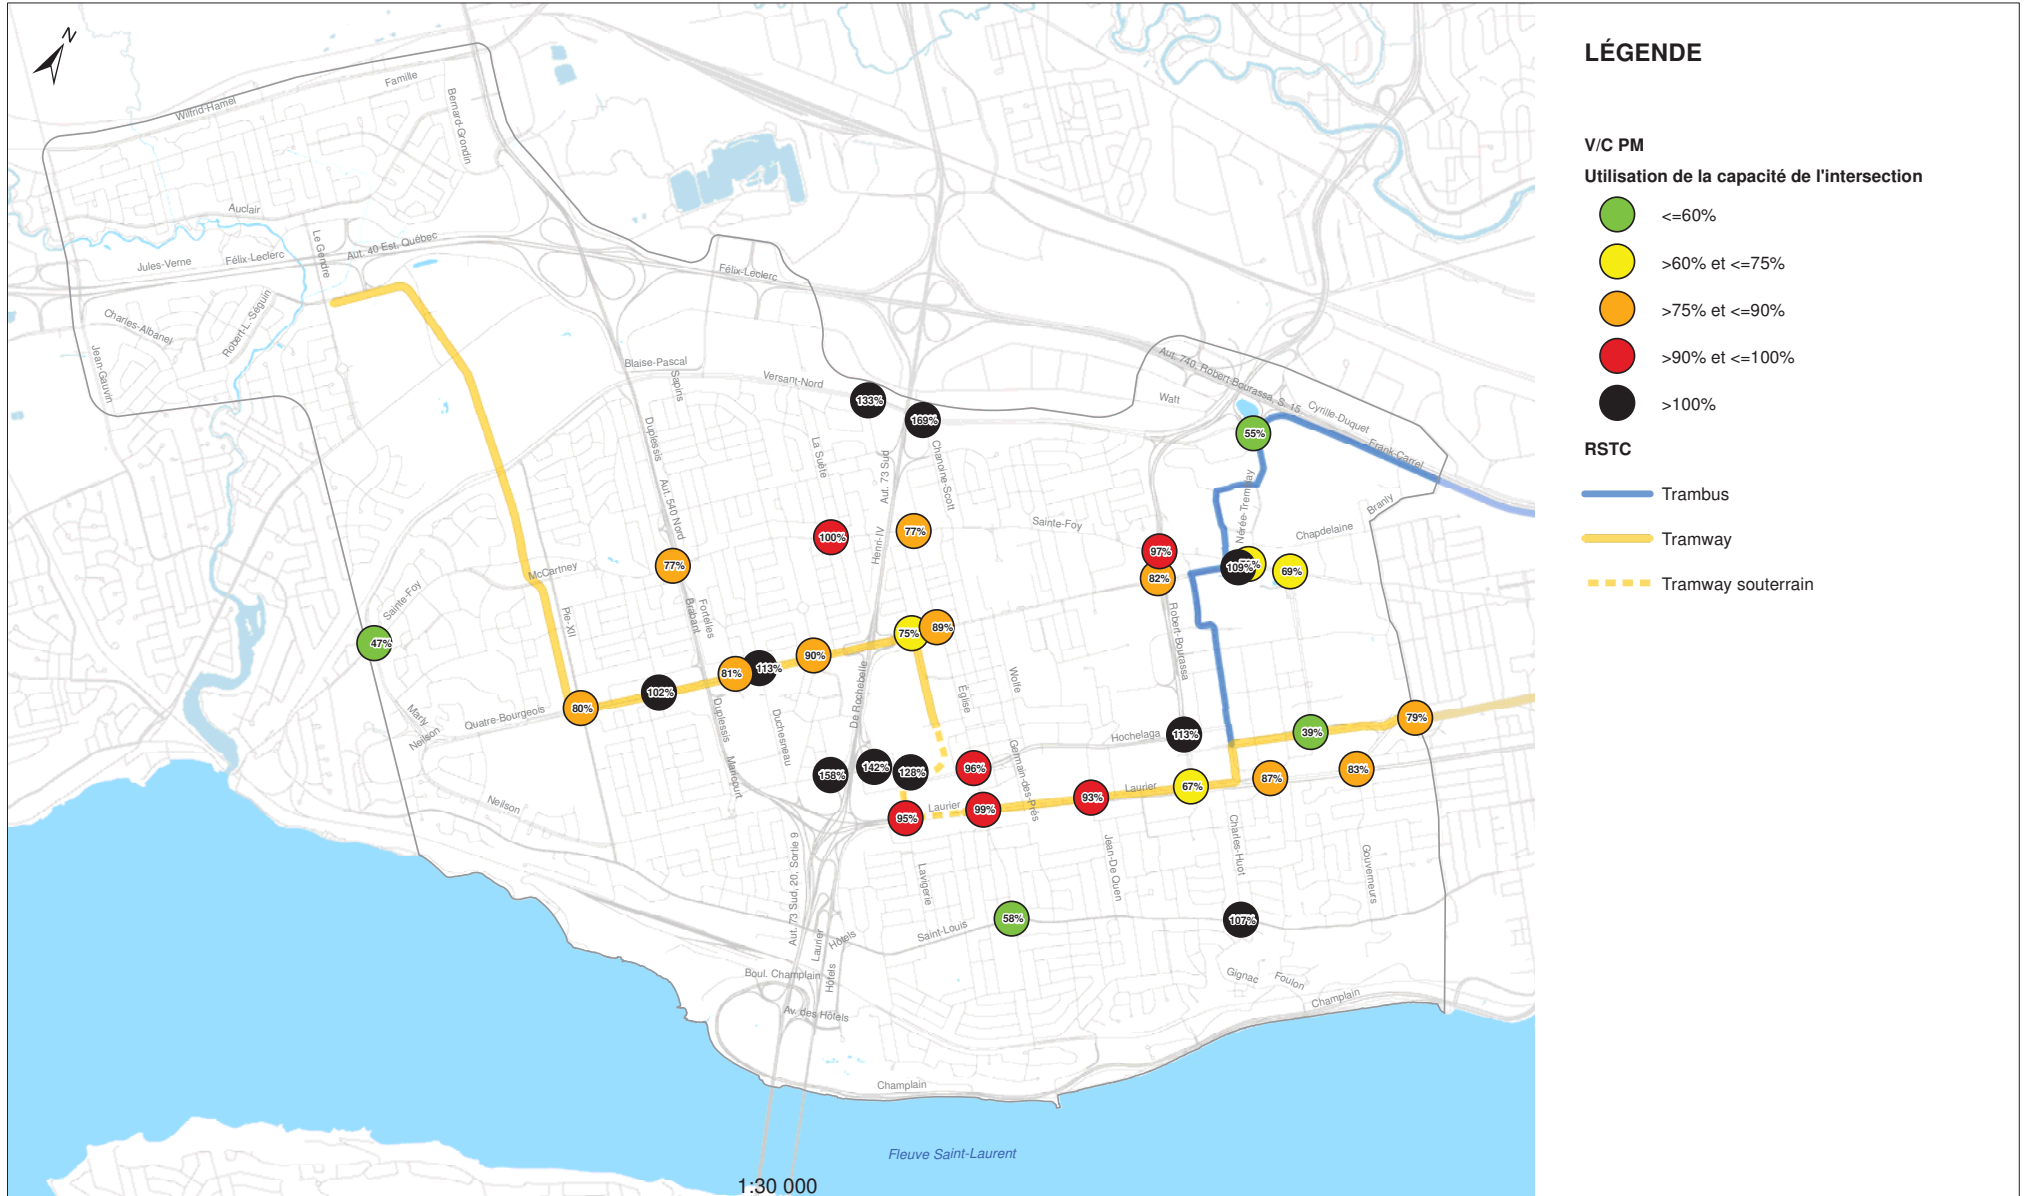 N
LÉGENDE
V/C PM
Utilisation de la capacité de l'intersection
<=60%
>60% et <=75%
>75% et <=90%
>90% et <=100%
>100%
RSTC
Trambus
Tramway
Tramway souterrain
Wilfrid-Hamel
Famille
Bernard-Grondin
Auclair
Le Gendre
Aut. 40 Est. Québec
Jules-Verne
Félix-Leclerc
Félix-Leclerc
Charles-Albanel
Robert-L.-Séguin
Jean-Gauvin
Blaise-Pascal
Sapins
Versant-Nord
Watt
Aut. 740, Robert-Bourassa, S. 15
Cyrille-Duquet
Frank-Carrel
133%
169%
55%
Duplessis
Aut. 540 Nord
La Suète
Aut. 73 Sud
Chanoine-Scott
Nérée-Tremblay
Branly
Chapdelaine
Sainte-Foy
Henri-IV
100%
77%
97%
82%
109%
69%
77%
McCartney
Sainte-Foy
Pie-XII
Brabant
Fortelles
47%
75%
89%
90%
113%
81%
102%
80%
Robert-Bourassa
Wolfe
Église
De Rochebelle
Marly
Neilson
Quatre-Bourgeois
Duplessis
Duchesneau
Maricourt
Hochelaga
Germain-des-Prés
113%
39%
79%
158%
142%
128%
96%
67%
87%
83%
Laurier
Laurier
93%
99%
95%
Neilson
Aut. 73 Sud, 20, Sortie 9
Lavigerie
Jean-De Quen
Charles-Huot
Gouverneurs
58%
107%
Saint-Louis
Hôtels
Laurier
Hôtels
Boul. Champlain
Av. des Hôtels
Gignac
Foulon
Champlain
Champlain
Fleuve Saint-Laurent
1:30 000